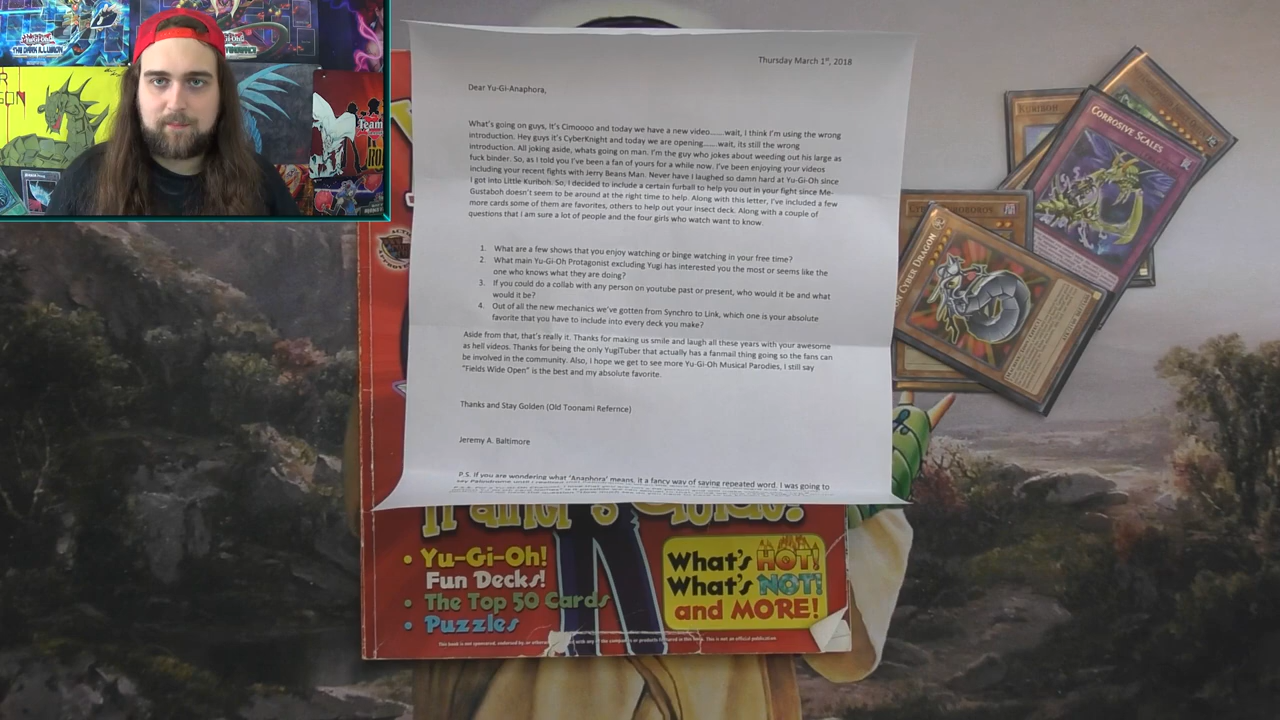 THE DARK ILLUSION
Thursday March 1st, 2018
Dear Yu-Gi-Anaphora,
What's going on guys, It's Cimoooo and today we have a new video......wait, I think I'm using the wrong
introduction. Hey guys it's CyberKnight and today we are opening......wait, its still the wrong
introduction. All joking aside, whats going on man. I'm the guy who jokes about weeding out his large as
fuck binder. So, as I told you I've been a fan of yours for a while now. I've been enjoying your videos
including your recent fights with Jerry Beans Man. Never have I laughed so damn hard at Yu-Gi-Oh since
I got into Little Kuriboh. So, I decided to include a certain furball to help you out in your fight since Me-
Gustaboh doesn't seem to be around at the right time to help. Along with this letter, I've included a few
more cards some of them are favorites, others to help out your insect deck. Along with a couple of
questions that I am sure a lot of people and the four girls who watch want to know.
1. What are a few shows that you enjoy watching or binge watching in your free time?
2. What main Yu-Gi-Oh Protagonist excluding Yugi has interested you the most or seems like the
one who knows what they are doing?
3. If you could do a collab with any person on youtube past or present, who would it be and what
would it be?
4. Out of all the new mechanics we've gotten from Synchro to Link, which one is your absolute
favorite that you have to include into every deck you make?
Aside from that, that's really it. Thanks for making us smile and laugh all these years with your awesome
as hell videos. Thanks for being the only YugiTuber that actually has a fanmail thing going so the fans can
be involved in the community. Also, I hope we get to see more Yu-Gi-Oh Musical Parodies, I still say
"Fields Wide Open" is the best and my absolute favorite.
Thanks and Stay Golden (Old Toonami Refernce)
Jeremy A. Baltimore
P.S. If you are wondering what 'Anaphora' means, it a fancy way of saying repeated word. I was going to
KURIBOH
CORROSIVE SCALES
CYBER DRAGON
Trainer's Guide!
• Yu-Gi-Oh!
Fun Decks!
• The Top 50 Cards
• Puzzles
What's HOT!
What's NOT!
and MORE!